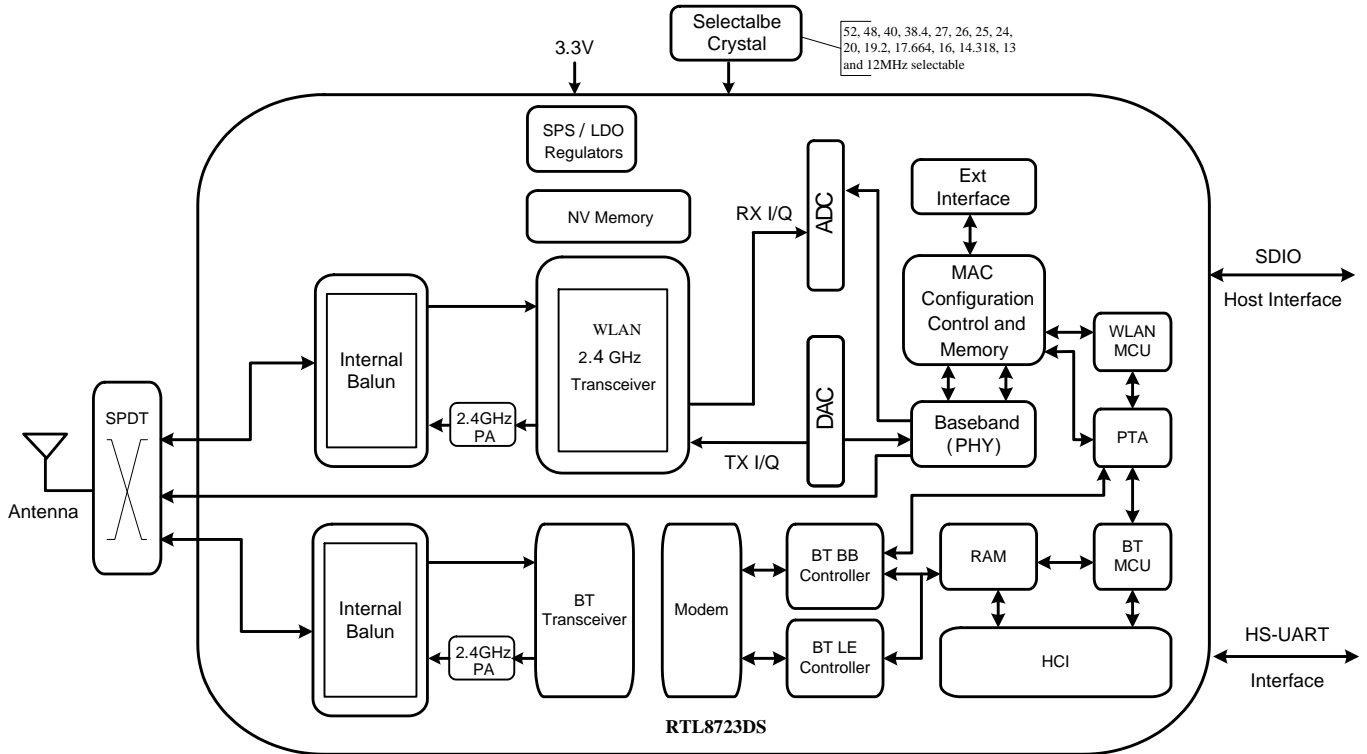 Selectalbe
Crystal
52, 48, 40, 38.4, 27, 26, 25, 24,
20, 19.2, 17.664, 16, 14.318, 13
and 12MHz selectable
3.3V
SPS / LDO
Regulators
NV Memory
RX I/Q
ADC
Ext
Interface
MAC
Configuration
Control and
Memory
WLAN
MCU
SDIO
Host Interface
Internal
Balun
WLAN
2.4 GHz
Transceiver
2.4GHz
PA
DAC
TX I/Q
Baseband
(PHY)
PTA
SPDT
Antenna
Internal
Balun
2.4GHz
PA
BT
Transceiver
Modem
BT BB
Controller
BT LE
Controller
RAM
BT
MCU
HCI
HS-UART
Interface
RTL8723DS